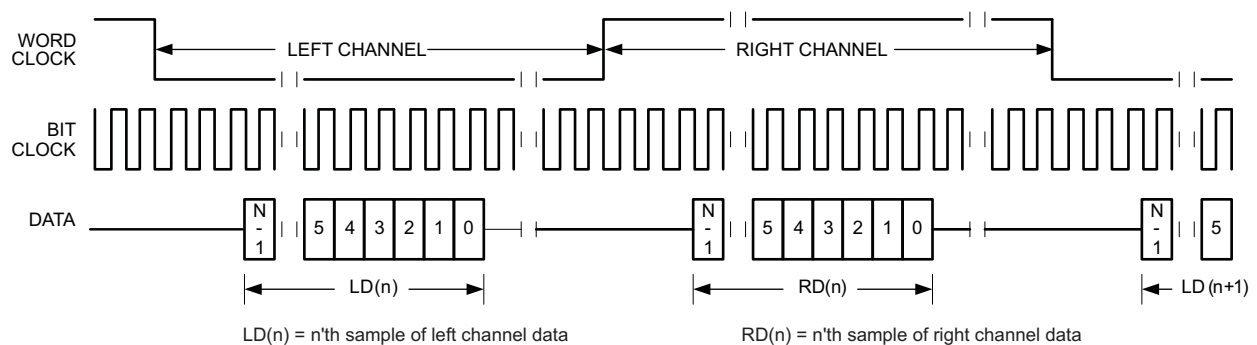 WORD
CLOCK
LEFT CHANNEL
RIGHT CHANNEL
BIT
CLOCK
DATA
N
-
1
5 4 3 2 1 0
N
-
1
5 4 3 2 1 0
N
-
1
5
LD(n)
RD(n)
LD(n+1)
LD(n) = n'th sample of left channel data
RD(n) = n'th sample of right channel data